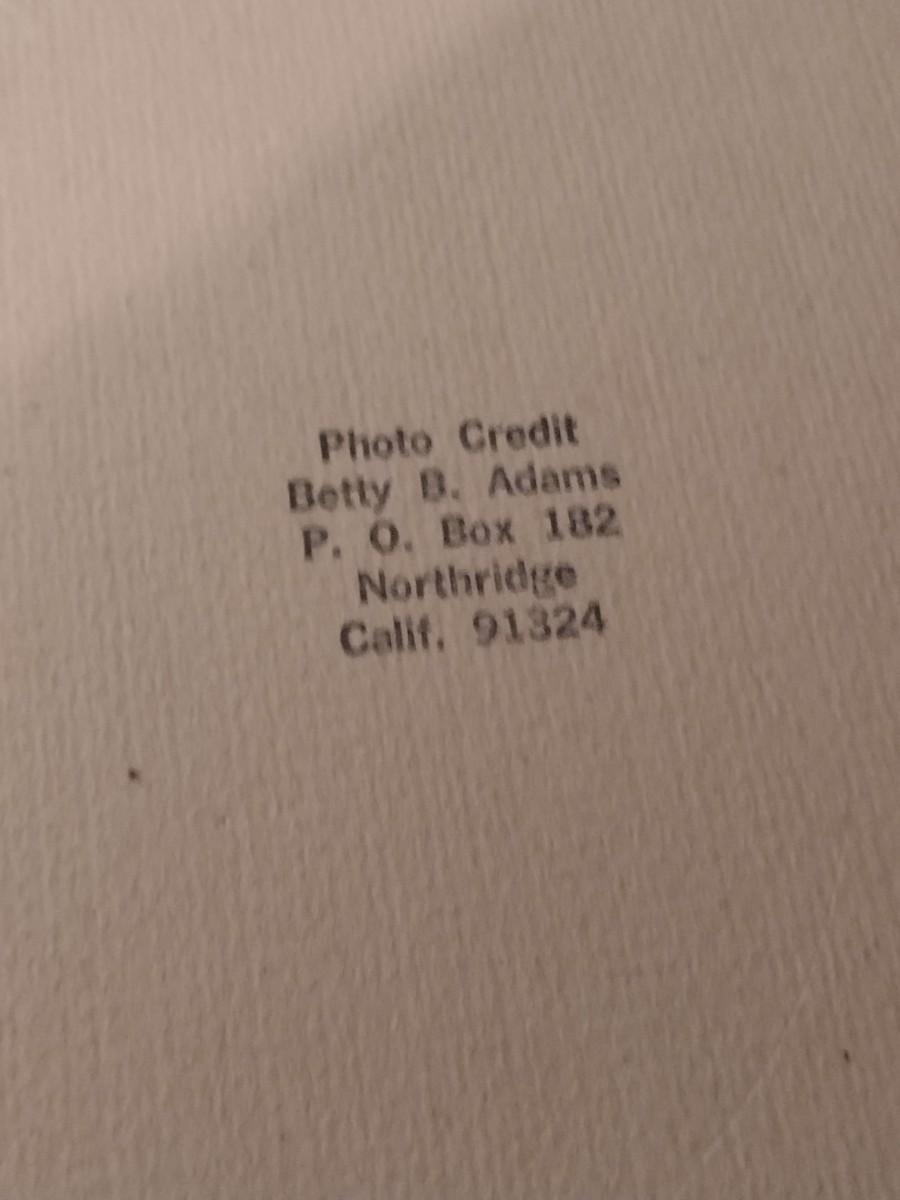 Photo Credit
Betty B. Adams
P. O. Box 182
Northridge
Calif. 91324